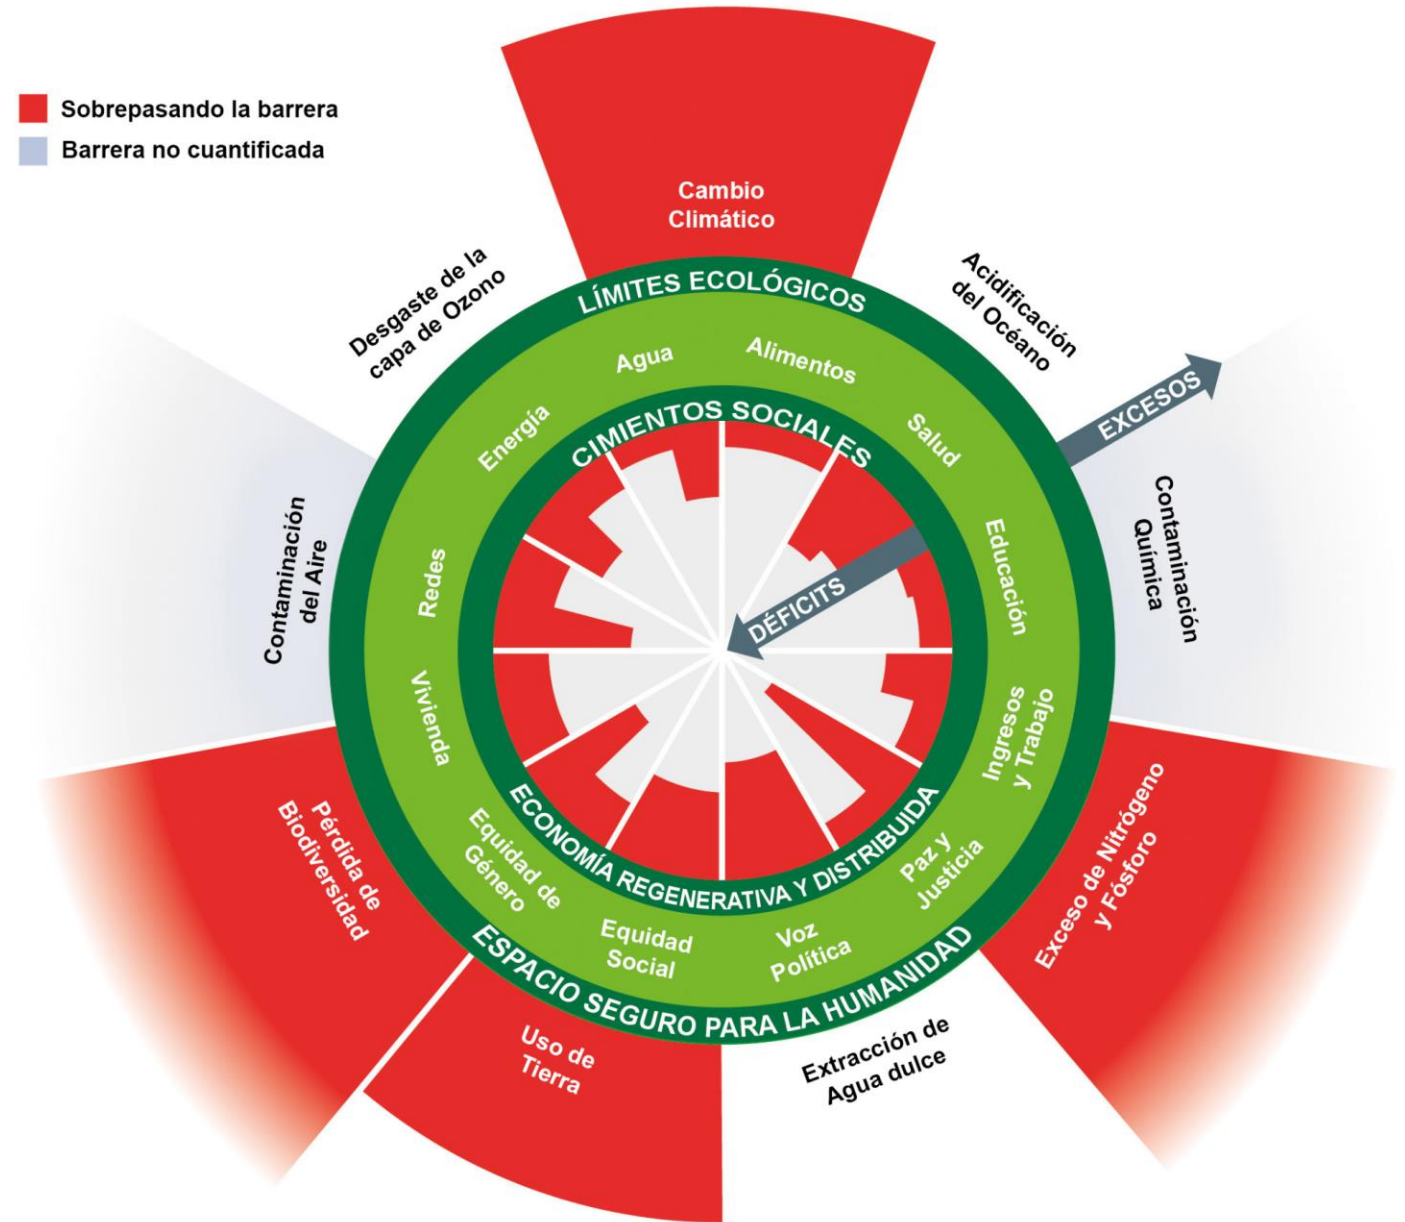 Sobrepasando la barrera
Barrera no cuantificada
Cambio
Climático
Desgaste de la
capa de Ozono
Acidificación
del Océano
LÍMITES ECOLÓGICOS
Agua
Alimentos
Energía
Salud
CIMIENTOS SOCIALES
EXCESOS
Contaminación
del Aire
Redes
Educación
Contaminación
Química
DÉFICITS
Vivienda
Ingresos
y Trabajo
Pérdida de
Biodiversidad
Equidad de
Género
ECONOMÍA REGENERATIVA Y DISTRIBUIDA
Paz y
Justicia
Exceso de Nitrógeno
y Fósforo
Equidad
Social
Voz
Política
ESPACIO SEGURO PARA LA HUMANIDAD
Uso de
Tierra
Extracción de
Agua dulce